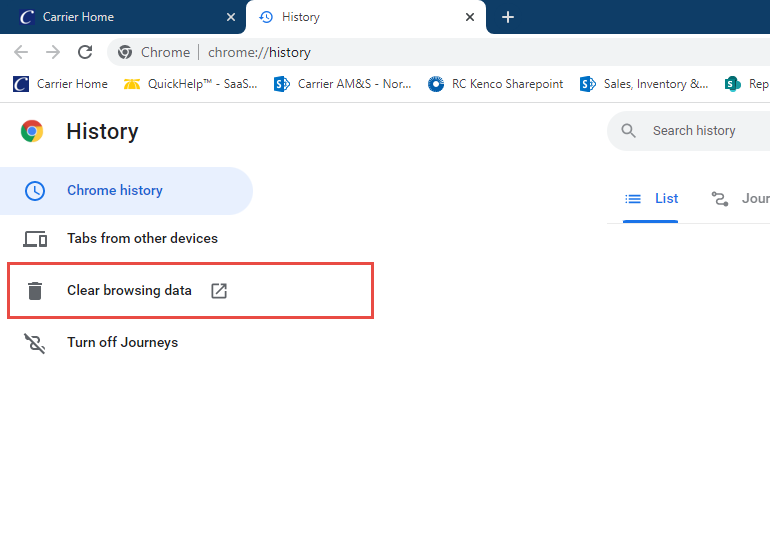 Carrier Home
History
Chrome
chrome://history
Carrier Home
QuickHelp™ - SaaS...
Carrier AM&S - Nor...
RC Kenco Sharepoint
Sales, Inventory &...
Rep
History
Search history
Chrome history
List
Jour
Tabs from other devices
Clear browsing data
Turn off Journeys